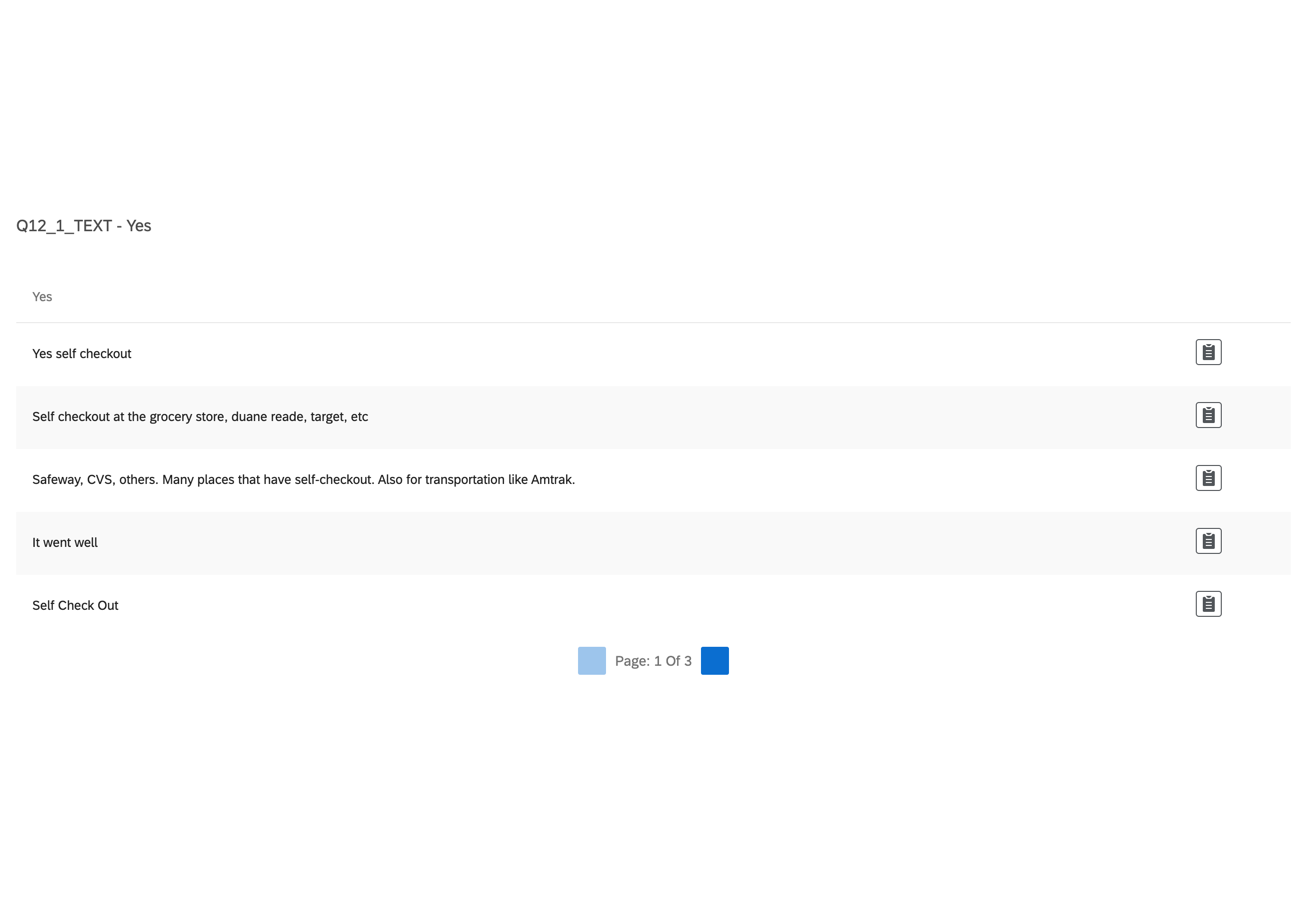 Q12_1_TEXT - Yes
Yes
Yes self checkout
Self checkout at the grocery store, duane reade, target, etc
Safeway, CVS, others. Many places that have self-checkout. Also for transportation like Amtrak.
It went well
Self Check Out
Page: 1 Of 3